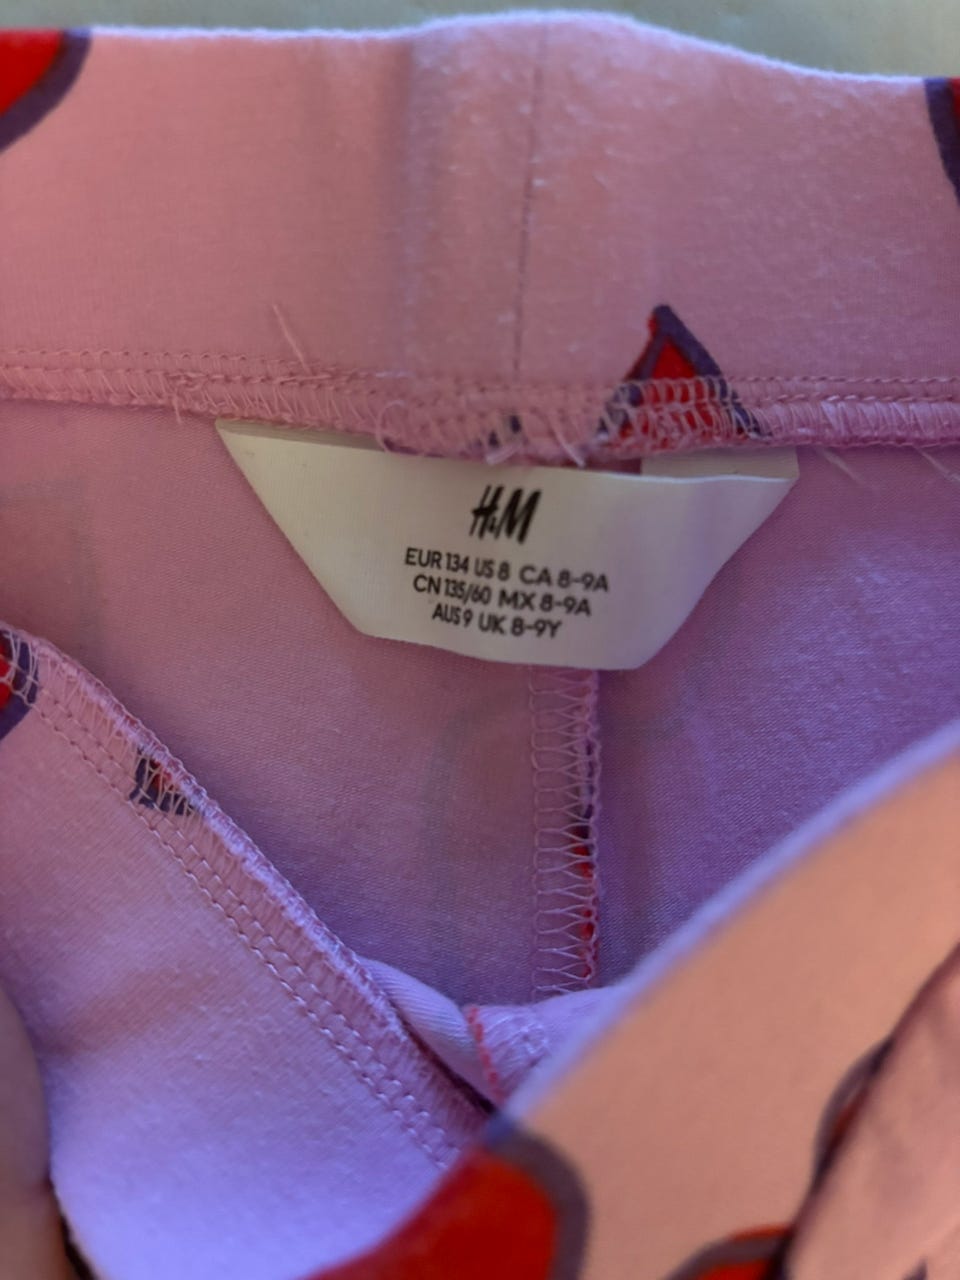 H&M
EUR 134 US 8 CA 8-9A
CN 135/60 MX 8-9A
AUS 9 UK 8-9Y